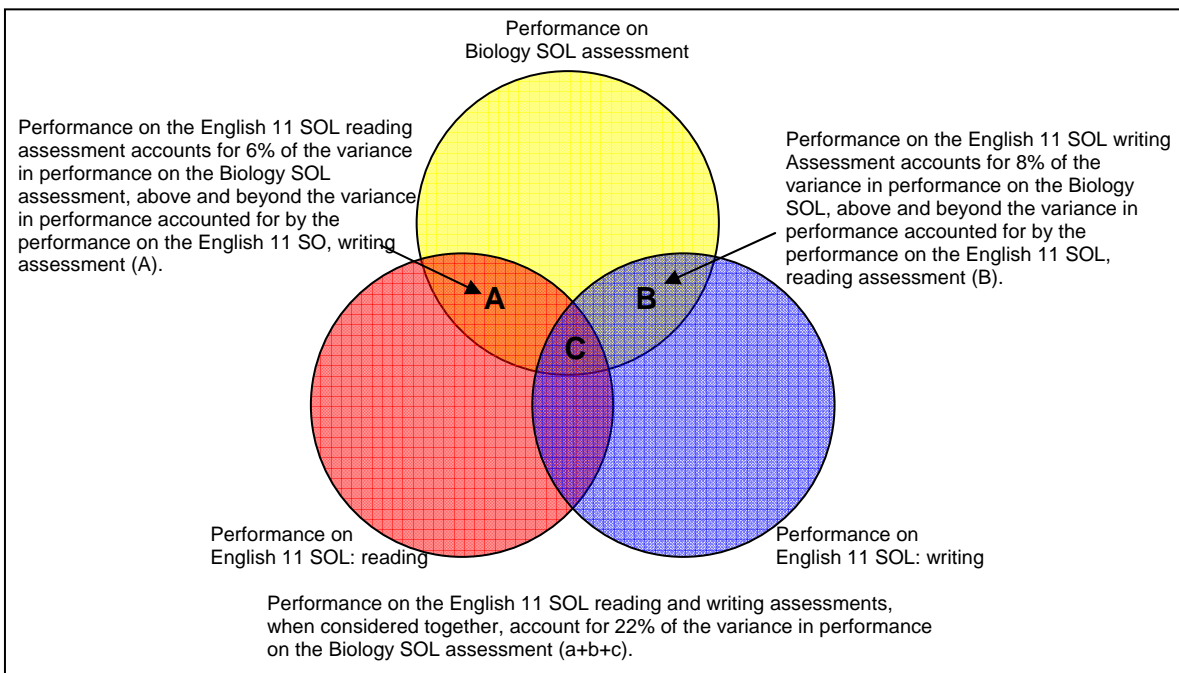 Performance on
Biology SOL assessment
Performance on the English 11 SOL reading
assessment accounts for 6% of the variance
in performance on the Biology SOL
assessment, above and beyond the variance
in performance accounted for by the
performance on the English 11 SO, writing
assessment (A).
Performance on the English 11 SOL writing
Assessment accounts for 8% of the
variance in performance on the Biology
SOL, above and beyond the variance in
performance accounted for by the
performance on the English 11 SOL,
reading assessment (B).
A
B
C
Performance on
English 11 SOL: reading
Performance on
English 11 SOL: writing
Performance on the English 11 SOL reading and writing assessments,
when considered together, account for 22% of the variance in performance
on the Biology SOL assessment (a+b+c).